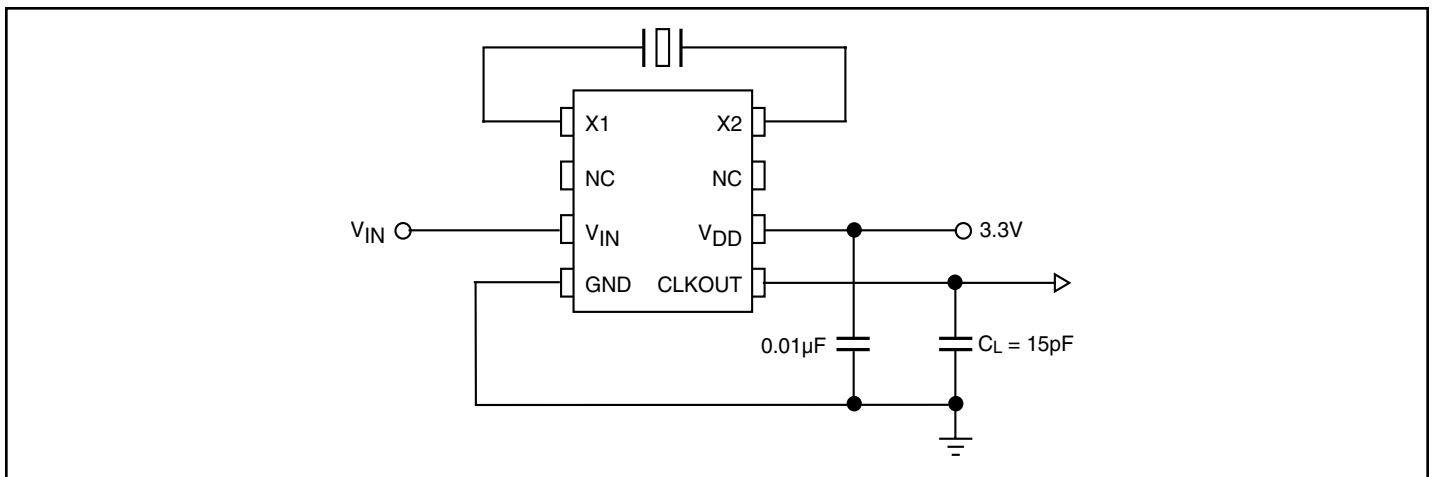 X1 X2
NC NC
VIN VIN VDD 3.3V
GND CLKOUT
0.01µF CL = 15pF